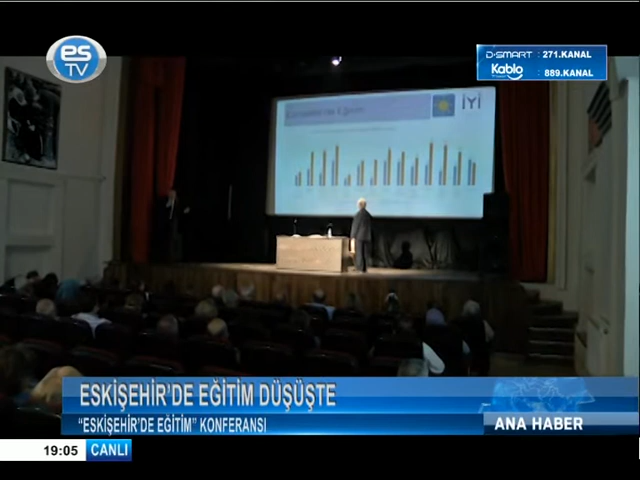 es
TV
D-SMART : 271.KANAL
Kablo : 889.KANAL
Eğitim
İYİ
ESKİŞEHİR'DE EĞİTİM DÜŞÜŞTE
"ESKİŞEHİR'DE EĞİTİM" KONFERANSI
ANA HABER
19:05 CANLI